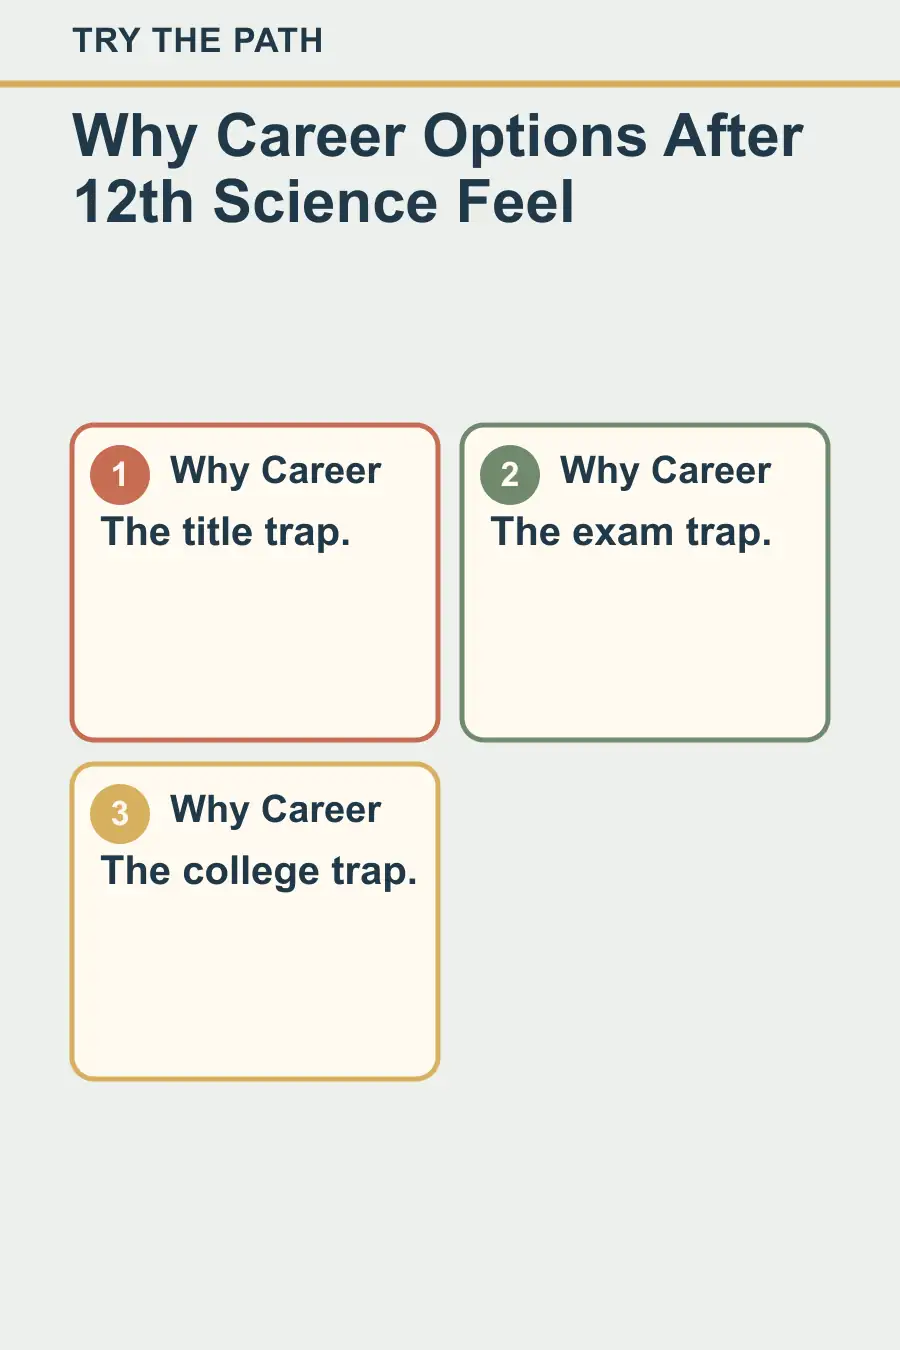 TRY THE PATH
Why Career Options After
12th Science Feel
1 Why Career
The title trap.
2 Why Career
The exam trap.
3 Why Career
The college trap.